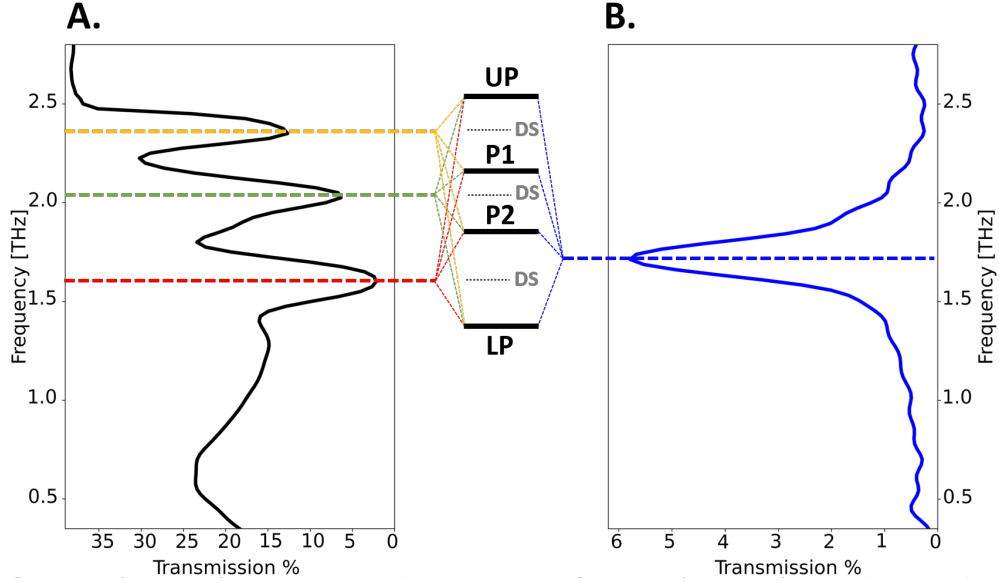 A.
B.
UP
DS
P1
DS
P2
DS
LP
Frequency [THz]
2.5
2.0
1.5
1.0
0.5
35 30 25 20 15 10 5 0
Transmission %
6 5 4 3 2 1 0
Transmission %
2.5
2.0
1.5
1.0
0.5
Frequency [THz]